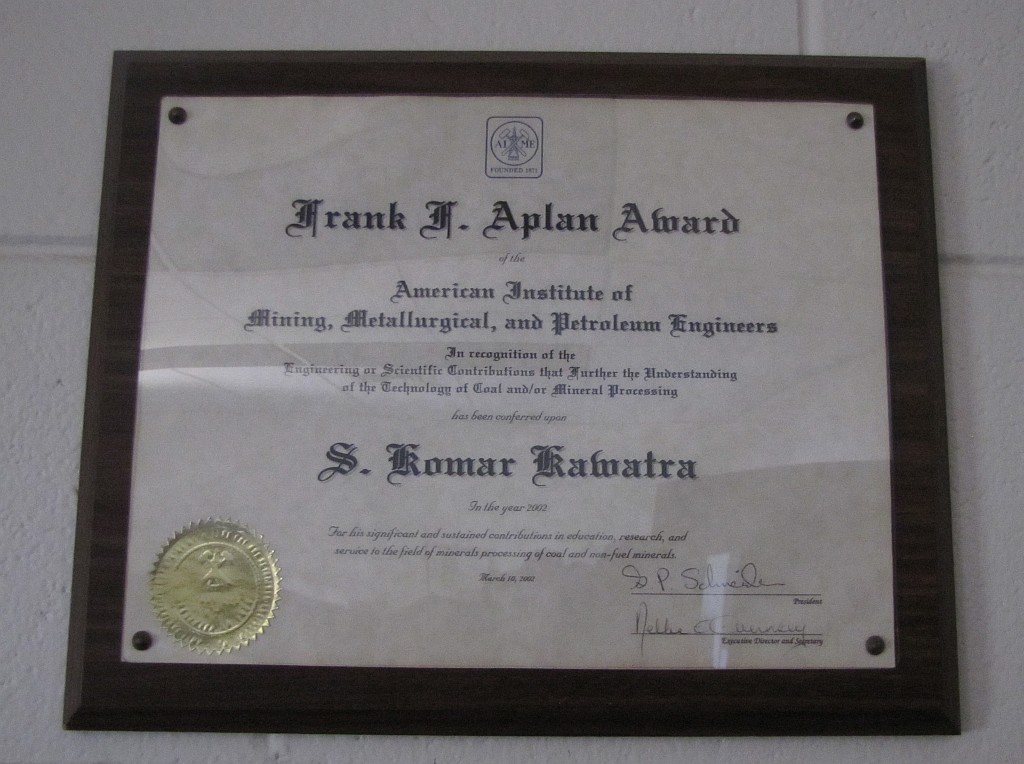 AIME
FOUNDED 1871
Frank F. Aplan Award
of the
American Institute of
Mining, Metallurgical, and Petroleum Engineers
In recognition of the
Engineering or Scientific Contributions that Further the Understanding
of the Technology of Coal and/or Mineral Processing
has been conferred upon
S. Komar Kawatra
In the year 2002
For his significant and sustained contributions in education, research, and
service to the field of minerals processing of coal and non-fuel minerals.
March 10, 2002
P. Schneider
President
Executive Director and Secretary